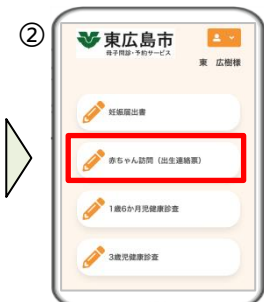 ②
東広島市
母子問診・予約サービス
東 広樹様
妊娠届出書
赤ちゃん訪問（出生連絡票）
1歳6か月児健康診査
3歳児健康診査